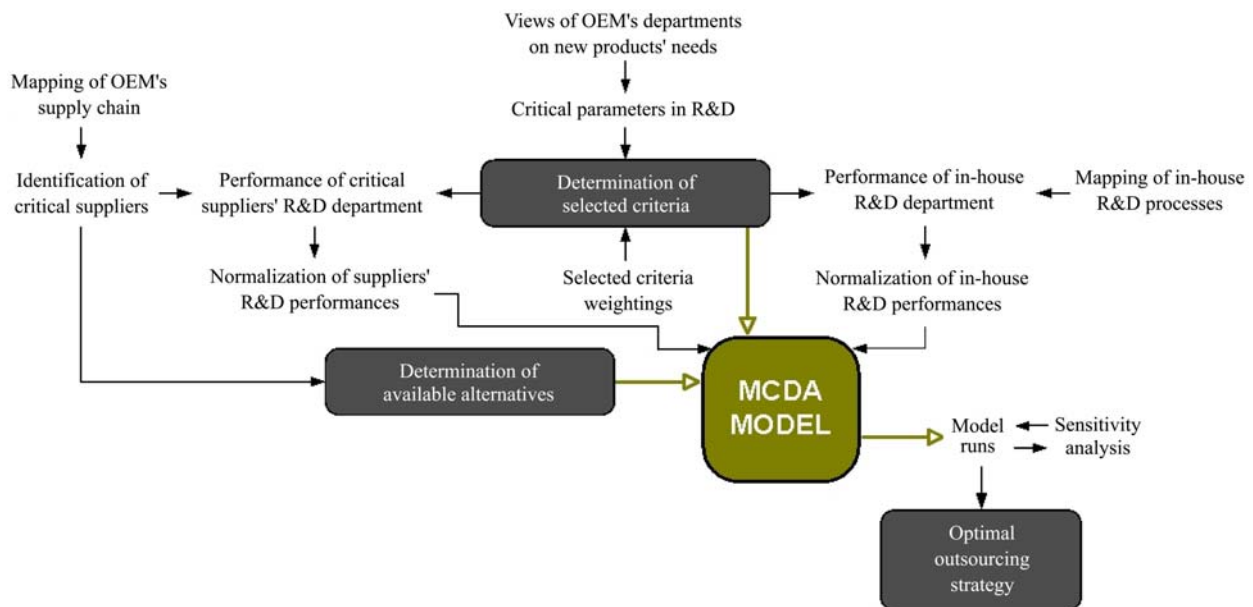 Views of OEM's departments
on new products' needs
Mapping of OEM's
supply chain
Critical parameters in R&D
Identification of
critical suppliers
Performance of critical
suppliers' R&D department
Determination of
selected criteria
Performance of in-house
R&D department
Mapping of in-house
R&D processes
Normalization of suppliers'
R&D performances
Selected criteria
weightings
Normalization of in-house
R&D performances
Determination of
available alternatives
MCDA
MODEL
Model
runs
Sensitivity
analysis
Optimal
outsourcing
strategy